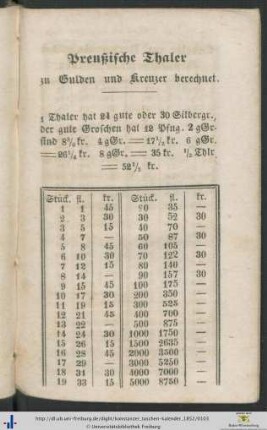 Preußische Thaler
zu Gulden und Kreuzer berechnet.
1 Thaler hat 24 gute oder 30 Silbergr.,
der gute Groschen hat 12 Pfng. 2 gGr.
sind 8¾ kr. 4 gGr. = 17½ kr. 6 gGr.
= 26¼ kr. 8 gGr. = 35 kr. ½ Thlr.
= 52½ kr.
Stück. fl. kr. Stück. fl. kr.
1 1 45 20 35 —
2 3 30 30 52 30
3 5 15 40 70 —
4 7 — 50 87 30
5 8 45 60 105 —
6 10 30 70 122 30
7 12 15 80 140 —
8 14 — 90 157 30
9 15 45 100 175 —
10 17 30 200 350 —
11 19 15 300 525 —
12 21 45 400 700 —
13 22 — 500 875 —
14 24 30 1000 1750 —
15 26 15 1500 2635 —
16 28 45 2000 3500 —
17 29 — 3000 5250 —
18 31 30 4000 7000 —
19 33 15 5000 8750 —
© Universitätsbibliothek Freiburg